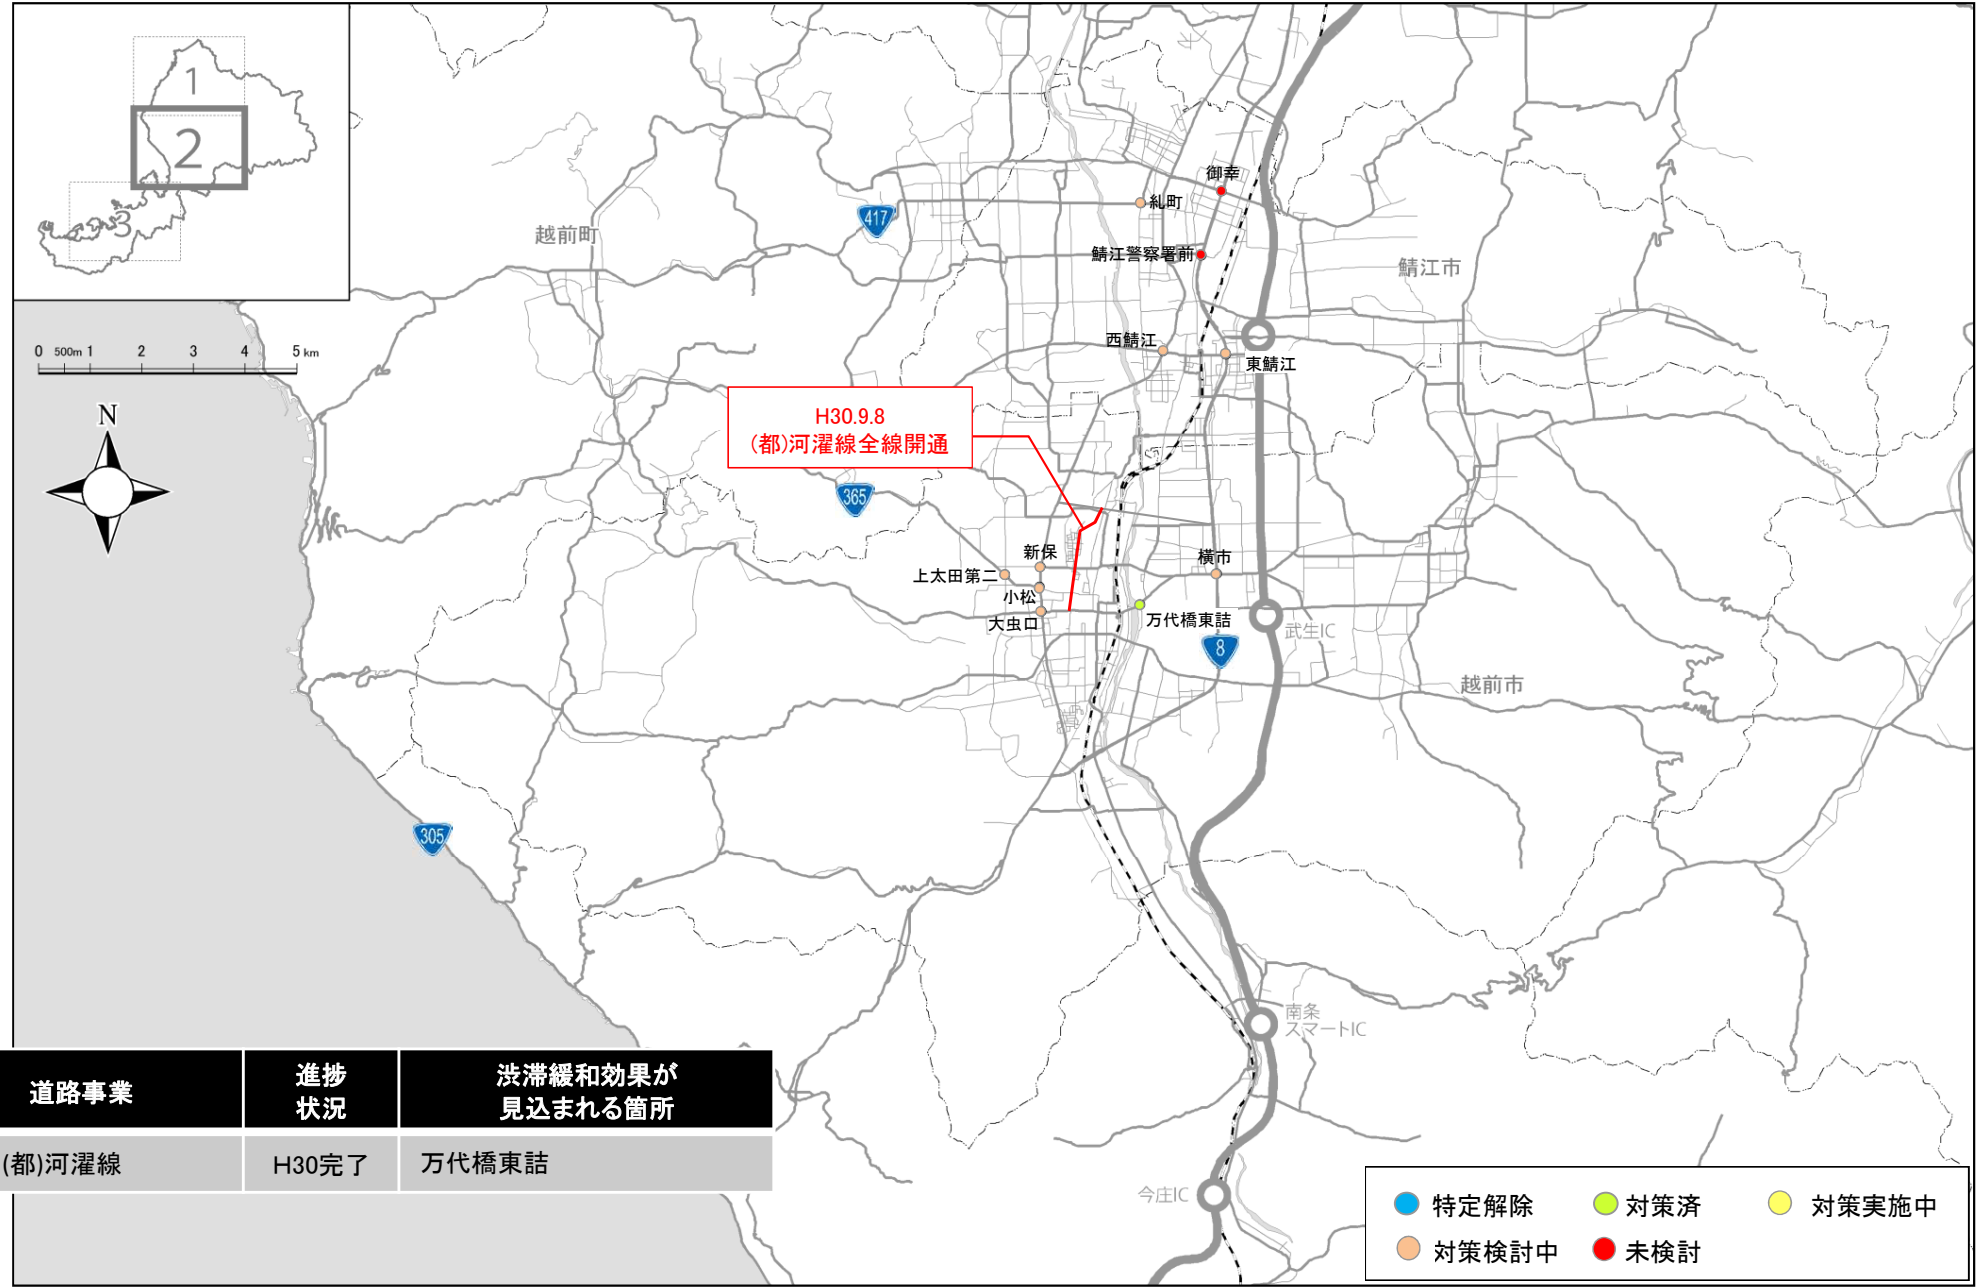 1
2
3
0 500m 1 2 3 4 5 km
N
417
越前町
御幸
糺町
鯖江警察署前
鯖江市
西鯖江
東鯖江
H30.9.8
(都)河濯線全線開通
365
新保
上太田第二
小松
大虫口
横市
万代橋東詰
8
武生IC
越前市
305
南条
スマートIC
今庄IC
道路事業
進捗
状況
渋滞緩和効果が
見込まれる箇所
(都)河濯線
H30完了
万代橋東詰
特定解除
対策済
対策実施中
対策検討中
未検討